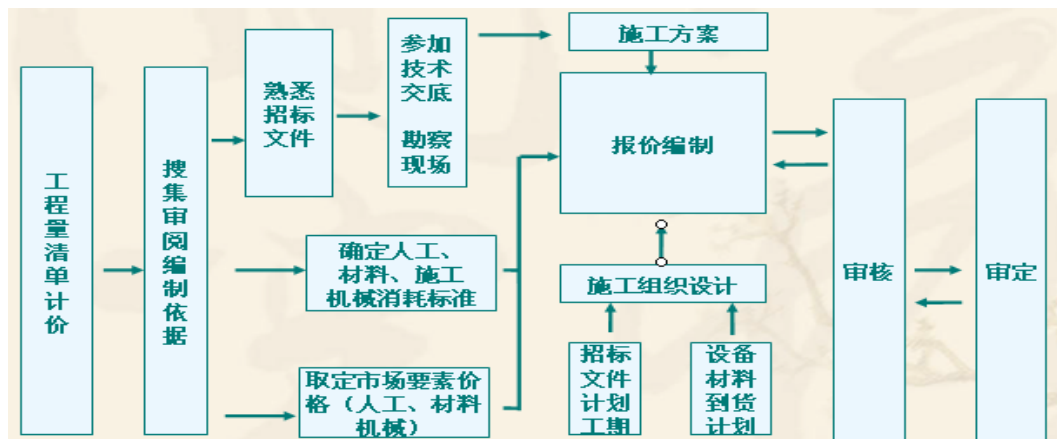 工程量清单计价
搜集审阅编制依据
熟悉
招标
文件
参加
技术
交底
勘察
现场
施工方案
报价编制
确定人工、
材料、施工
机械消耗标准
取定市场要素价
格（人工、材料
机械）
施工组织设计
招标
文件
计划
工期
设备
材料
到货
计划
审核
审定